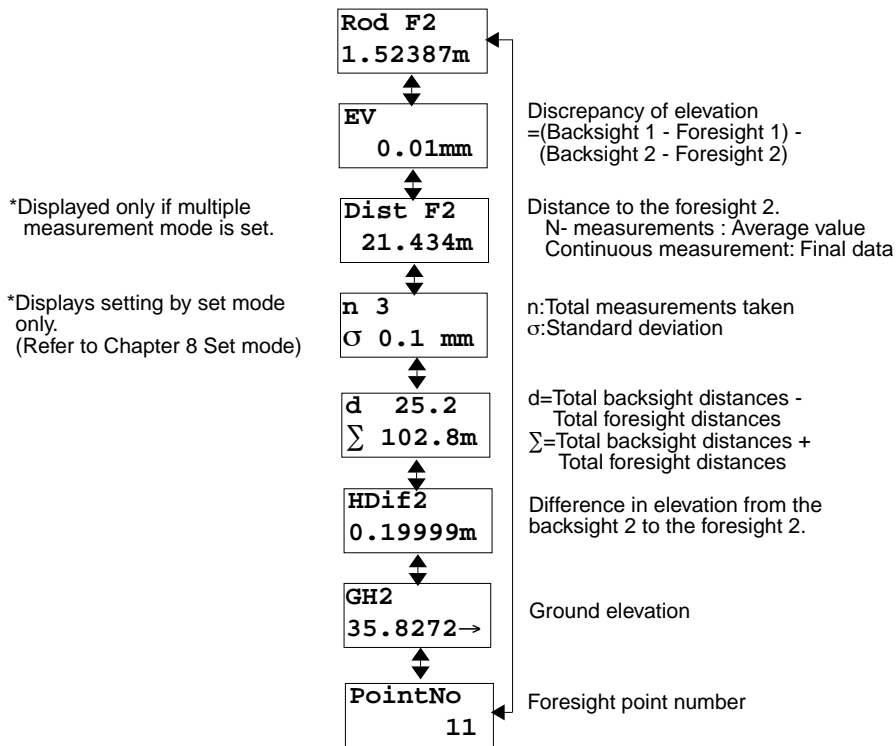 Rod F2
1.52387m
EV
0.01mm
Discrepancy of elevation
=(Backsight 1 - Foresight 1) -
(Backsight 2 - Foresight 2)
*Displayed only if multiple
measurement mode is set.
Dist F2
21.434m
Distance to the foresight 2.
N- measurements : Average value
Continuous measurement: Final data
*Displays setting by set mode
only.
(Refer to Chapter 8 Set mode)
n 3
σ 0.1 mm
n:Total measurements taken
σ:Standard deviation
d 25.2
∑ 102.8m
d=Total backsight distances -
Total foresight distances
∑=Total backsight distances +
Total foresight distances
HDif2
0.19999m
Difference in elevation from the
backsight 2 to the foresight 2.
GH2
35.8272→
Ground elevation
PointNo
11
Foresight point number